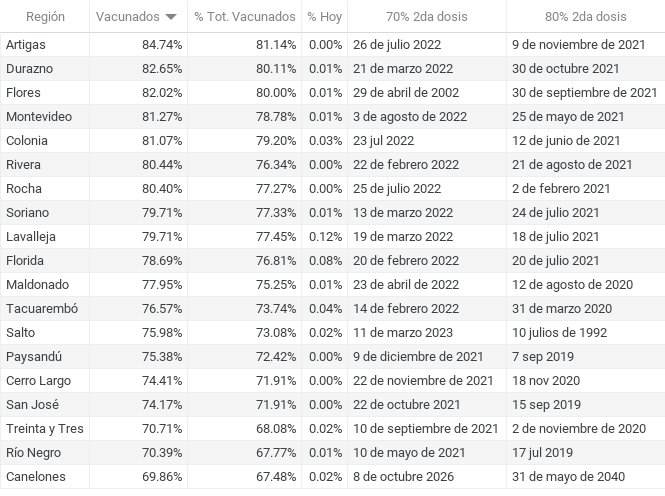 Región Vacunados % Tot. Vacunados % Hoy 70% 2da dosis 80% 2da dosis
Artigas 84.74% 81.14% 0.00% 26 de julio 2022 9 de noviembre de 2021
Durazno 82.65% 80.11% 0.01% 21 de marzo 2022 30 de octubre 2021
Flores 82.02% 80.00% 0.01% 29 de abril de 2002 30 de septiembre de 2021
Montevideo 81.27% 78.78% 0.01% 3 de agosto de 2022 25 de mayo de 2021
Colonia 81.07% 79.20% 0.03% 23 jul 2022 12 de junio de 2021
Rivera 80.44% 76.34% 0.00% 22 de febrero 2022 21 de agosto de 2021
Rocha 80.40% 77.27% 0.00% 25 de julio 2022 2 de febrero 2021
Soriano 79.71% 77.33% 0.01% 13 de marzo 2022 24 de julio 2021
Lavalleja 79.71% 77.45% 0.12% 19 de marzo 2022 18 de julio 2021
Florida 78.69% 76.81% 0.08% 20 de febrero 2022 20 de julio 2021
Maldonado 77.95% 75.25% 0.01% 23 de abril de 2022 12 de agosto de 2020
Tacuarembó 76.57% 73.74% 0.04% 14 de febrero 2022 31 de marzo 2020
Salto 75.98% 73.08% 0.02% 11 de marzo 2023 10 julios de 1992
Paysandú 75.38% 72.42% 0.00% 9 de diciembre de 2021 7 sep 2019
Cerro Largo 74.41% 71.91% 0.00% 22 de noviembre de 2021 18 nov 2020
San José 74.17% 71.91% 0.00% 22 de octubre 2021 15 sep 2019
Treinta y Tres 70.71% 68.08% 0.02% 10 de septiembre de 2021 2 de noviembre de 2020
Río Negro 70.39% 67.77% 0.01% 10 de mayo de 2021 17 jul 2019
Canelones 69.86% 67.48% 0.02% 8 de octubre 2026 31 de mayo de 2040